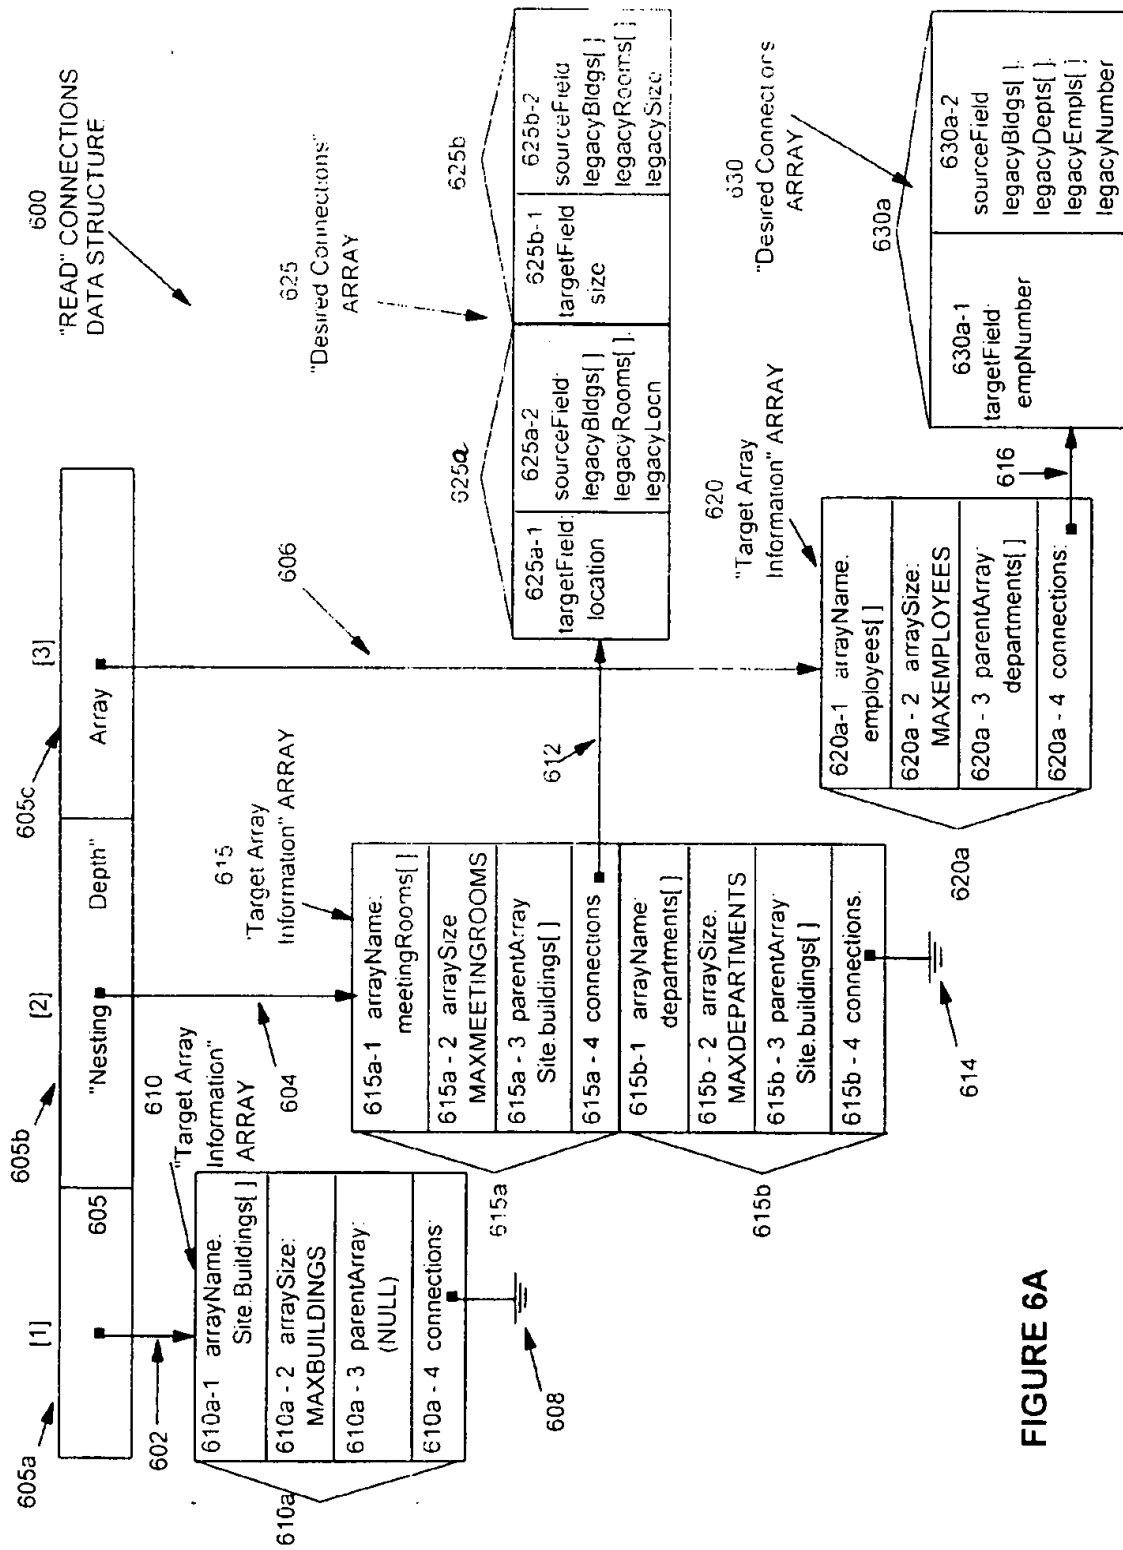 600
"READ" CONNECTIONS
DATA STRUCTURE
605a
[1]
605b
[2]
605c
[3]
605
"Nesting
Depth"
Array
602
610
"Target Array
Information"
ARRAY
604
615
"Target Array
Information" ARRAY
606
625
"Desired Connections"
ARRAY
610a
610a-1 arrayName.
Site.Buildings[ ]
610a - 2 arraySize:
MAXBUILDINGS
610a - 3 parentArray:
(NULL)
610a - 4 connections:
608
615a
615a-1 arrayName:
meetingRooms[ ]
615a - 2 arraySize
MAXMEETINGROOMS
615a - 3 parentArray
Site.buildings[ ]
615a - 4 connections
615b
615b-1 arrayName
departments[ ]
615b - 2 arraySize.
MAXDEPARTMENTS
615b - 3 parentArray
Site.buildings[ ]
615b - 4 connections.
614
612
625a
625a-1
targetField:
location
625a-2
sourceField
legacyBldgs[ ]
legacyRooms[ ].
legacyLocn
625b
625b-1
targetField
size
625b-2
sourceField
legacyBldgs[ ]
legacyRooms[ ]
legacySize
620
"Target Array
Information" ARRAY
620a
620a-1 arrayName.
employees[ ]
620a - 2 arraySize:
MAXEMPLOYEES
620a - 3 parentArray
departments[ ]
620a - 4 connections:
616
630
"Desired Connections
ARRAY
630a
630a-1
targetField
empNumber
630a-2
sourceField
legacyBldgs[ ].
legacyDepts[ ].
legacyEmpls[ ]
legacyNumber
FIGURE 6A